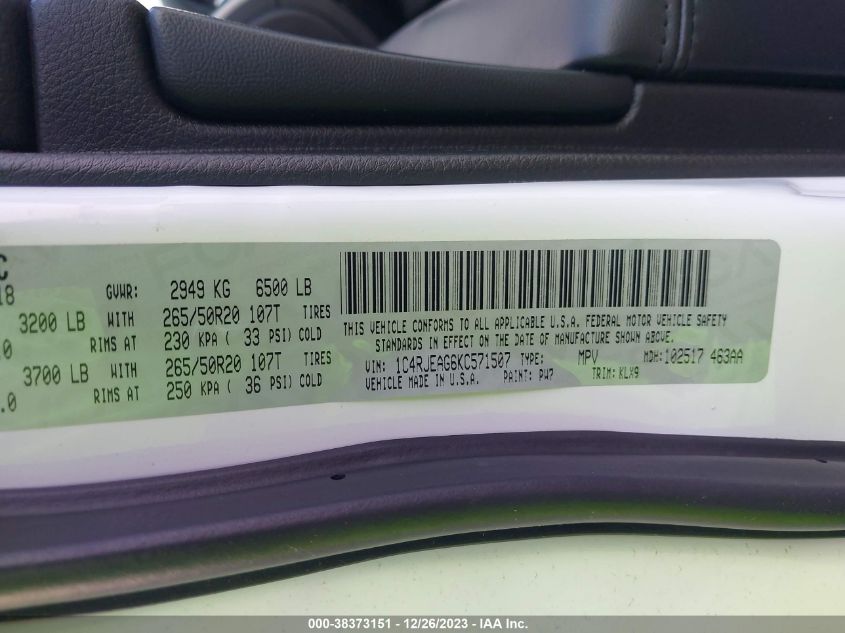 C
18 GVWR: 2949 KG 6500 LB
3200 LB WITH 265/50R20 107T TIRES
.0 RIMS AT 230 KPA ( 33 PSI) COLD
3700 LB WITH 265/50R20 107T TIRES
.0 RIMS AT 250 KPA ( 36 PSI) COLD
THIS VEHICLE CONFORMS TO ALL APPLICABLE U.S.A. FEDERAL MOTOR VEHICLE SAFETY
STANDARDS IN EFFECT ON THE DATE OF MANUFACTURE SHOWN ABOVE.
VIN: 1C4RJEAG6KC571507 TYPE: MPV MDH: 102517 463AA
VEHICLE MADE IN U.S.A. PAINT: PW7 TRIM: KLX9
000-38373151 - 12/26/2023 - IAA Inc.